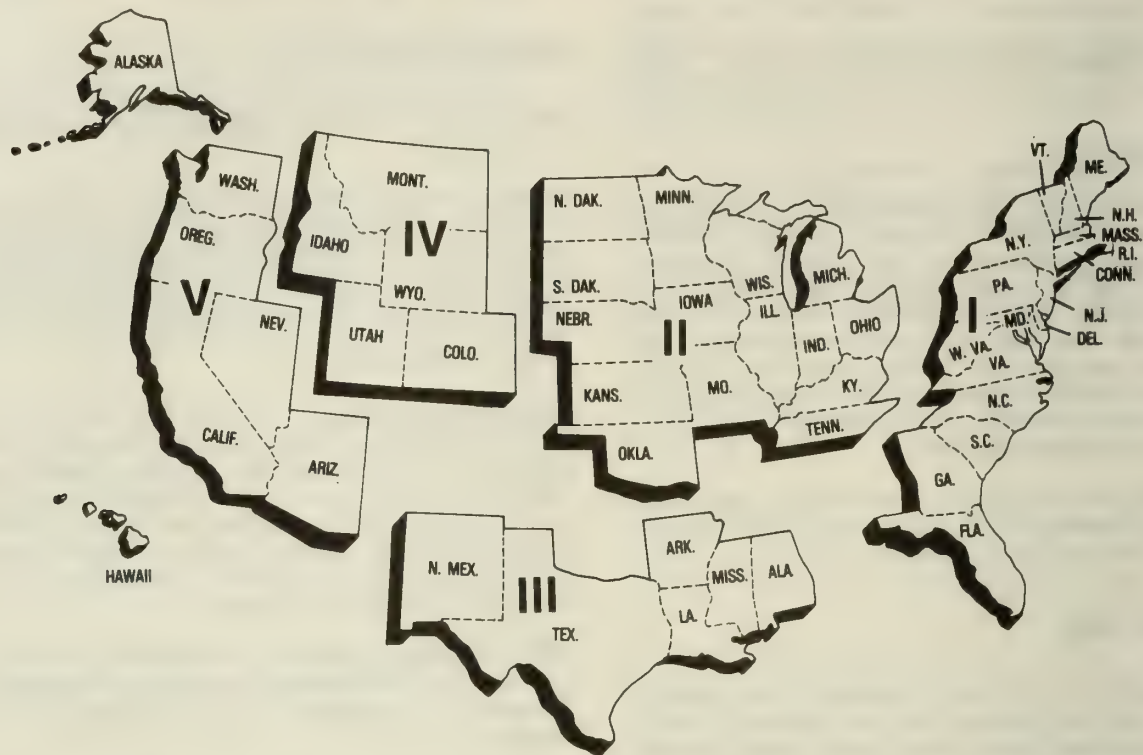 ALASKA
WASH.
OREG.
V
NEV.
CALIF.
ARIZ.
HAWAII
MONT.
IDAHO
IV
WYO.
UTAH
COLO.
N. DAK.
MINN.
S. DAK.
WIS.
MICH.
NEBR.
IOWA
ILL.
II
IND.
OHIO
KANS.
MO.
KY.
OKLA.
TENN.
N. MEX.
III
TEX.
ARK.
LA.
MISS.
ALA
VT.
ME.
N.H.
MASS.
R.I.
CONN.
N.Y.
PA.
I
MD.
N.J.
DEL.
W. VA.
VA.
N.C.
S.C.
GA.
FLA.